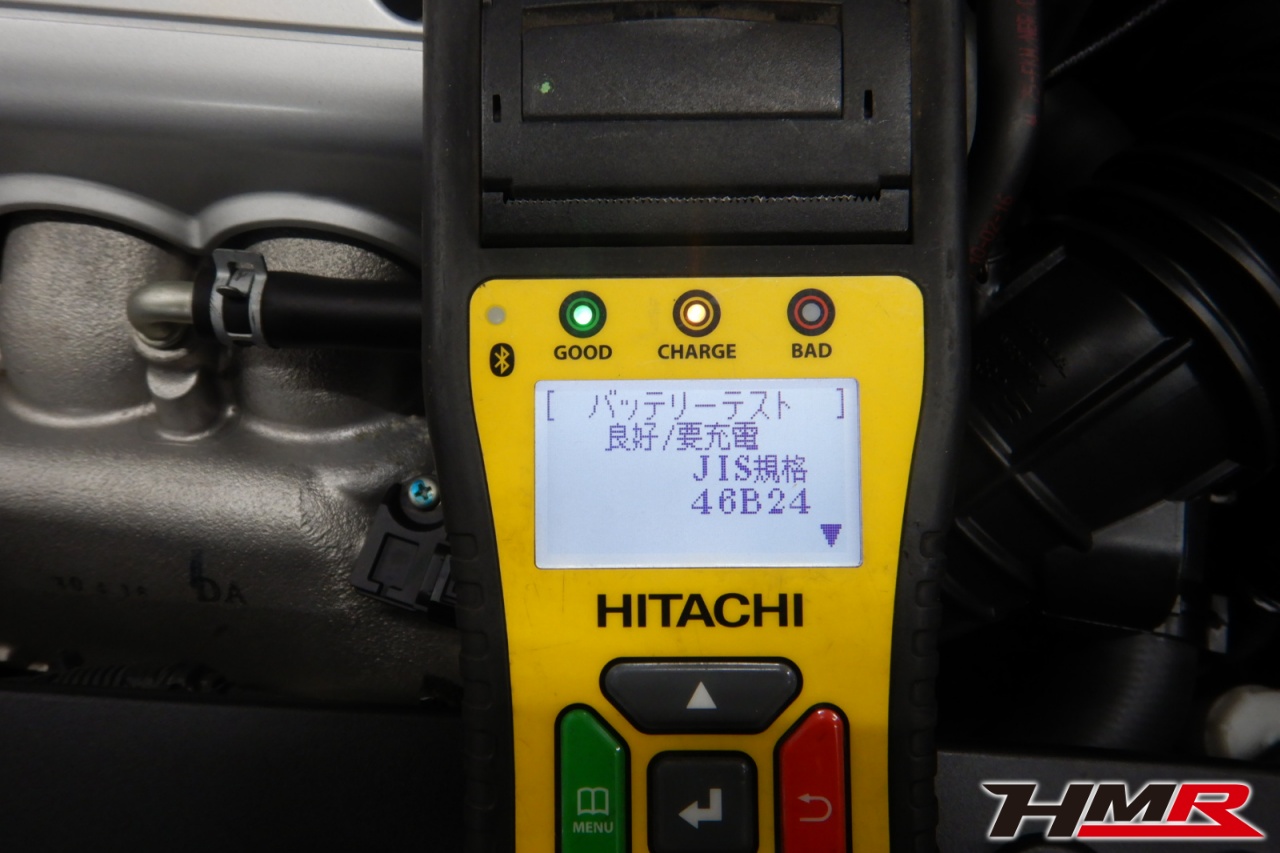 GOOD CHARGE BAD
[ バッテリーテスト ]
良好/要充電
JIS規格
46B24
HITACHI
MENU
HMR